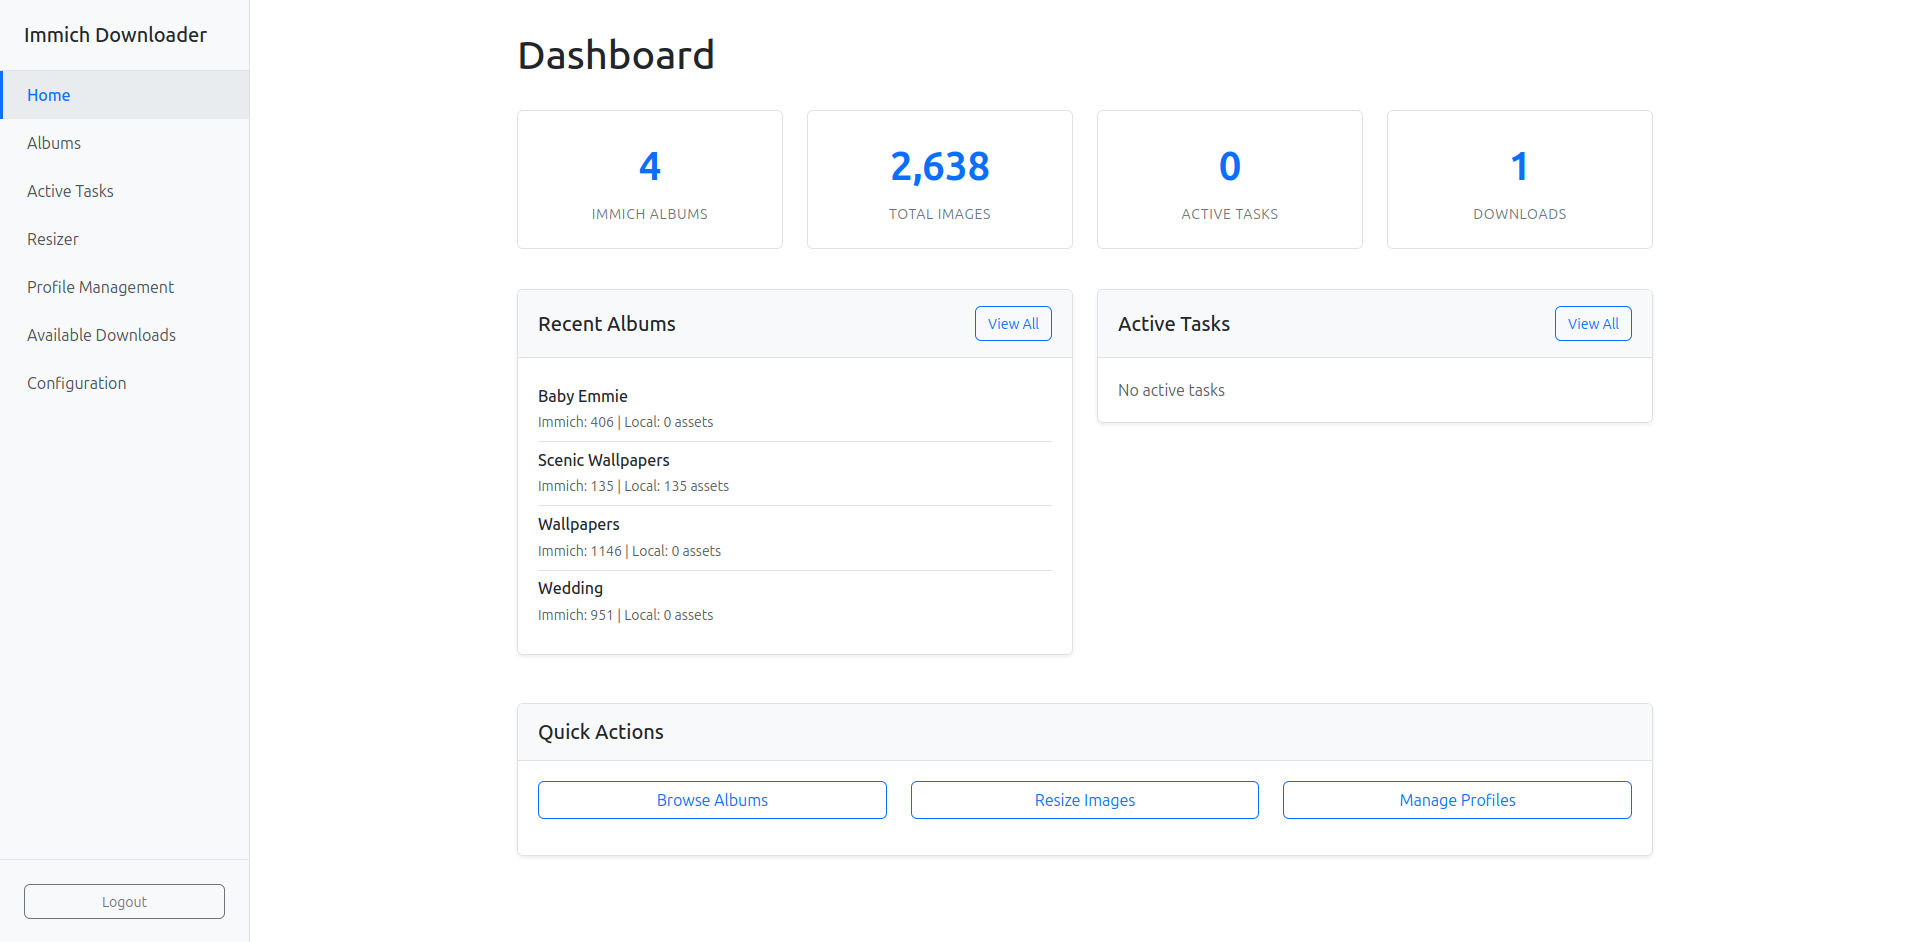 Immich Downloader
Home
Albums
Active Tasks
Resizer
Profile Management
Available Downloads
Configuration
Logout
Dashboard
4
IMMICH ALBUMS
2,638
TOTAL IMAGES
0
ACTIVE TASKS
1
DOWNLOADS
Recent Albums
View All
Baby Emmie
Immich: 406 | Local: 0 assets
Scenic Wallpapers
Immich: 135 | Local: 135 assets
Wallpapers
Immich: 1146 | Local: 0 assets
Wedding
Immich: 951 | Local: 0 assets
Active Tasks
View All
No active tasks
Quick Actions
Browse Albums
Resize Images
Manage Profiles